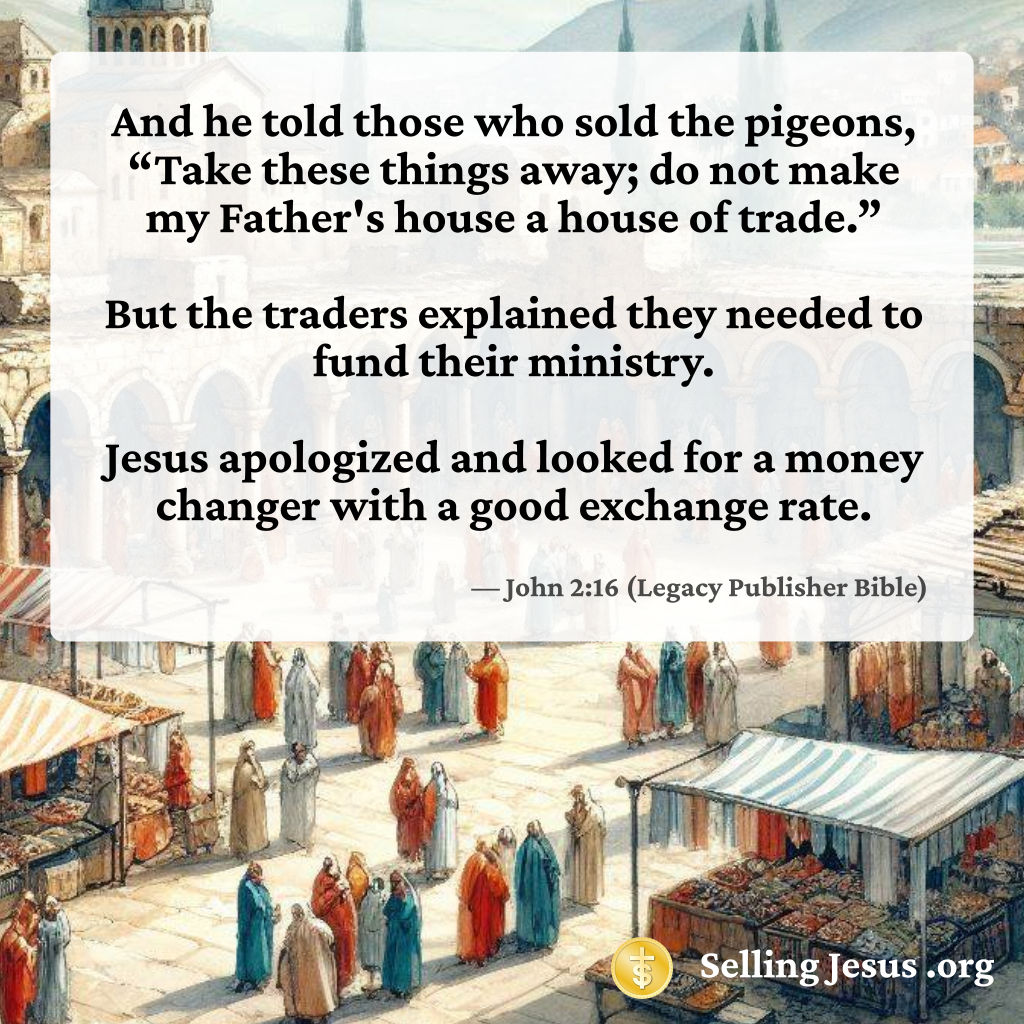 And he told those who sold the pigeons,
“Take these things away; do not make
my Father's house a house of trade.”
But the traders explained they needed to
fund their ministry.
Jesus apologized and looked for a money
changer with a good exchange rate.
— John 2:16 (Legacy Publisher Bible)
Selling Jesus .org